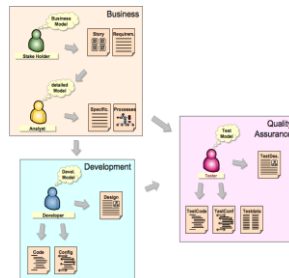 Business
Business
Model
Story
Requirem.
Stake Holder
detailed
Model
Specific.
Processes
Analyst
Development
Devel.
Model
Design
Developer
Code
Config
Quality
Assurance
Test
Model
TestDes.
Tester
TestCode
TestConf
Testdata